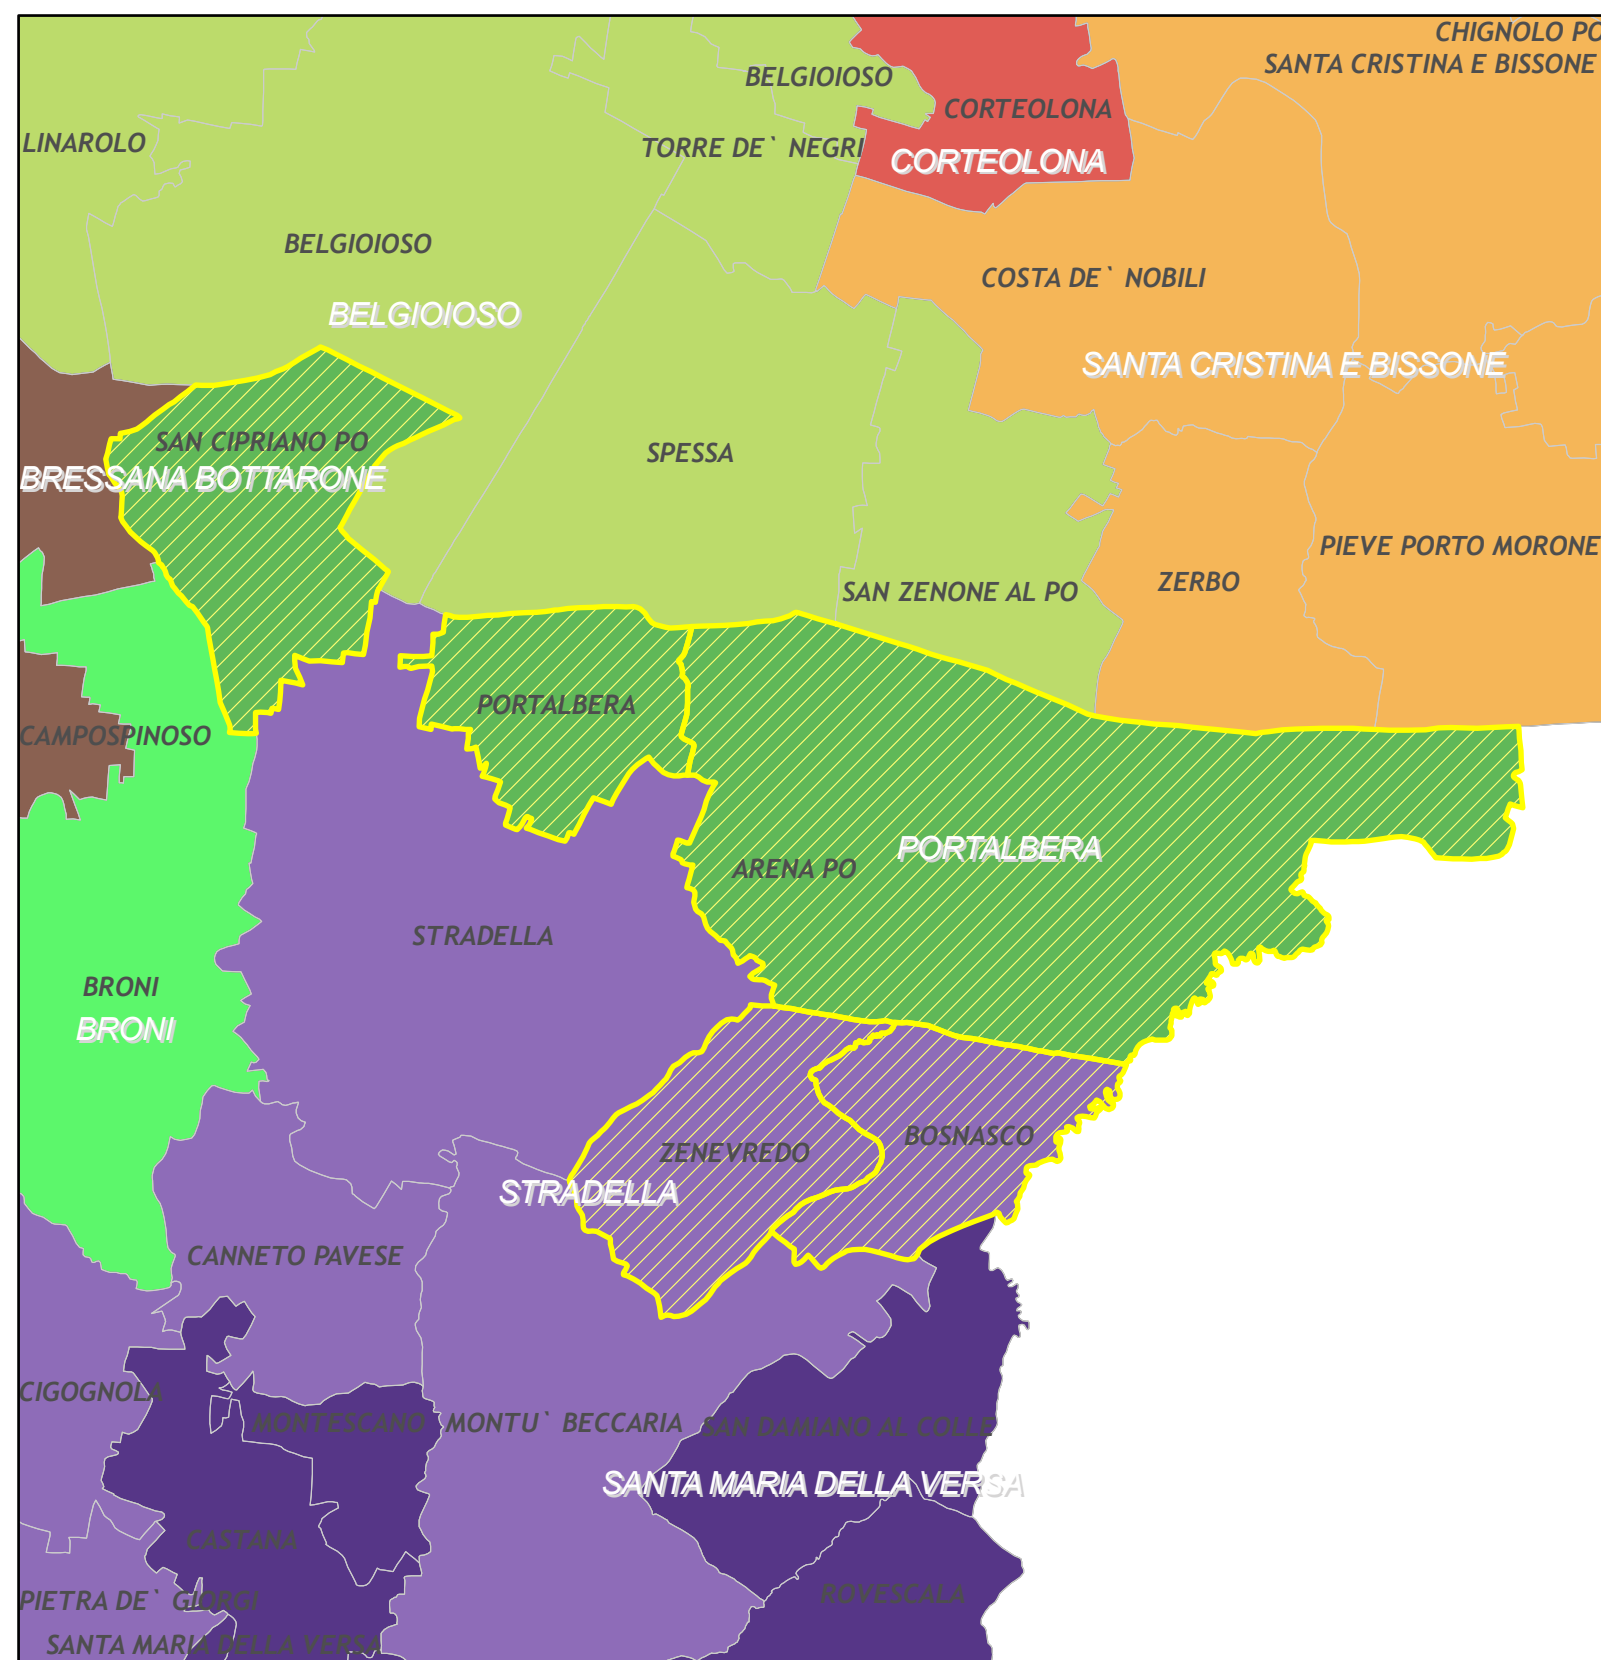 CHIGNOLO PO
SANTA CRISTINA E BISSONE
BELGIOIOSO
CORTEOLONA
LINAROLO
TORRE DE` NEGRI
CORTEOLONA
BELGIOIOSO
COSTA DE` NOBILI
BELGIOIOSO
SANTA CRISTINA E BISSONE
SAN CIPRIANO PO
SPESSA
BRESSANA BOTTARONE
PIEVE PORTO MORONE
ZERBO
SAN ZENONE AL PO
PORTALBERA
CAMPOSPINOSO
PORTALBERA
ARENA PO
STRADELLA
BRONI
BRONI
BOSNASCO
ZENEVREDO
STRADELLA
CANNETO PAVESE
CIGOGNOLA
MONTESCANO
MONTU` BECCARIA
SAN DAMIANO AL COLLE
SANTA MARIA DELLA VERSA
CASTANA
ROVESCALA
PIETRA DE` GIORGI
SANTA MARIA DELLA VERSA